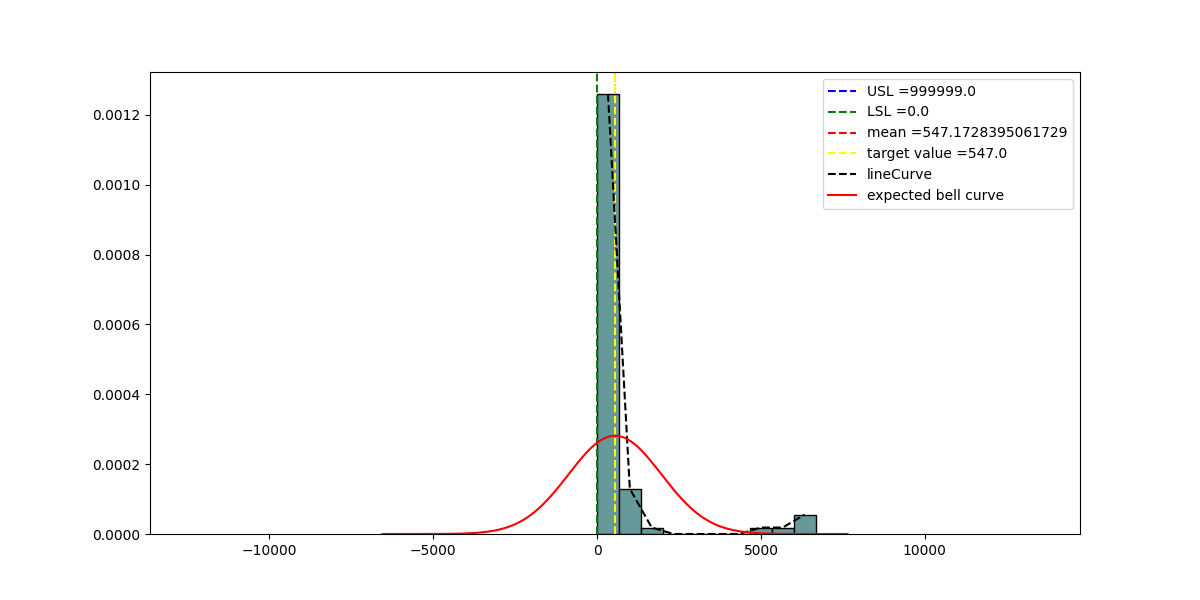 USL =999999.0
LSL =0.0
mean =547.1728395061729
target value =547.0
lineCurve
expected bell curve
0.0012
0.0010
0.0008
0.0006
0.0004
0.0002
0.0000
−10000 −5000 0 5000 10000